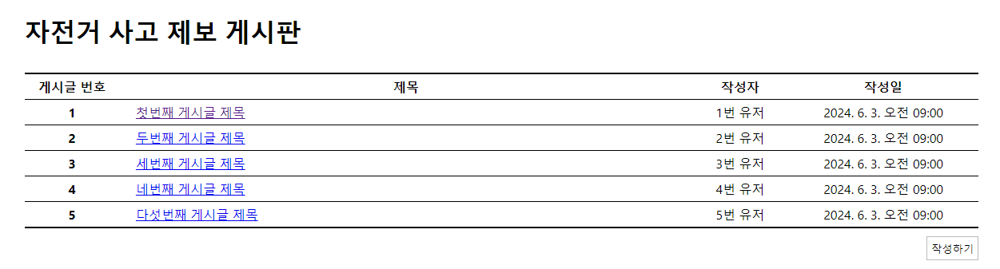 자전거 사고 제보 게시판
게시글 번호 제목 작성자 작성일
1 첫번째 게시글 제목 1번 유저 2024. 6. 3. 오전 09:00
2 두번째 게시글 제목 2번 유저 2024. 6. 3. 오전 09:00
3 세번째 게시글 제목 3번 유저 2024. 6. 3. 오전 09:00
4 네번째 게시글 제목 4번 유저 2024. 6. 3. 오전 09:00
5 다섯번째 게시글 제목 5번 유저 2024. 6. 3. 오전 09:00
작성하기